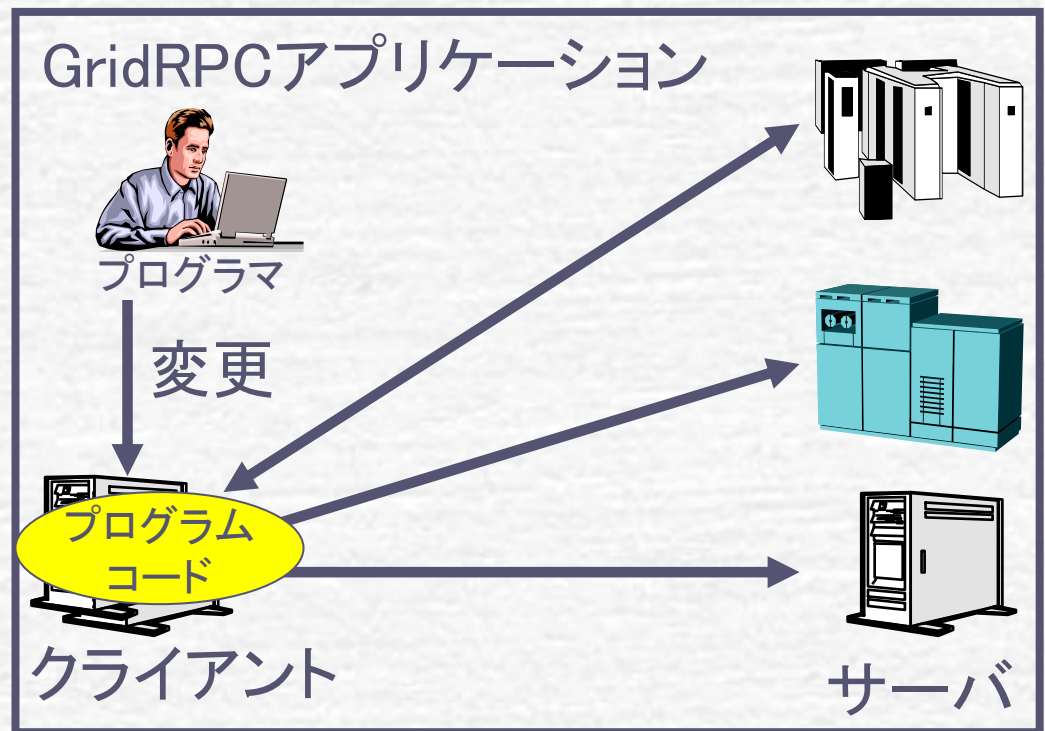 GridRPCアプリケーション
プログラマ
変更
プログラム
コード
クライアント
サーバ